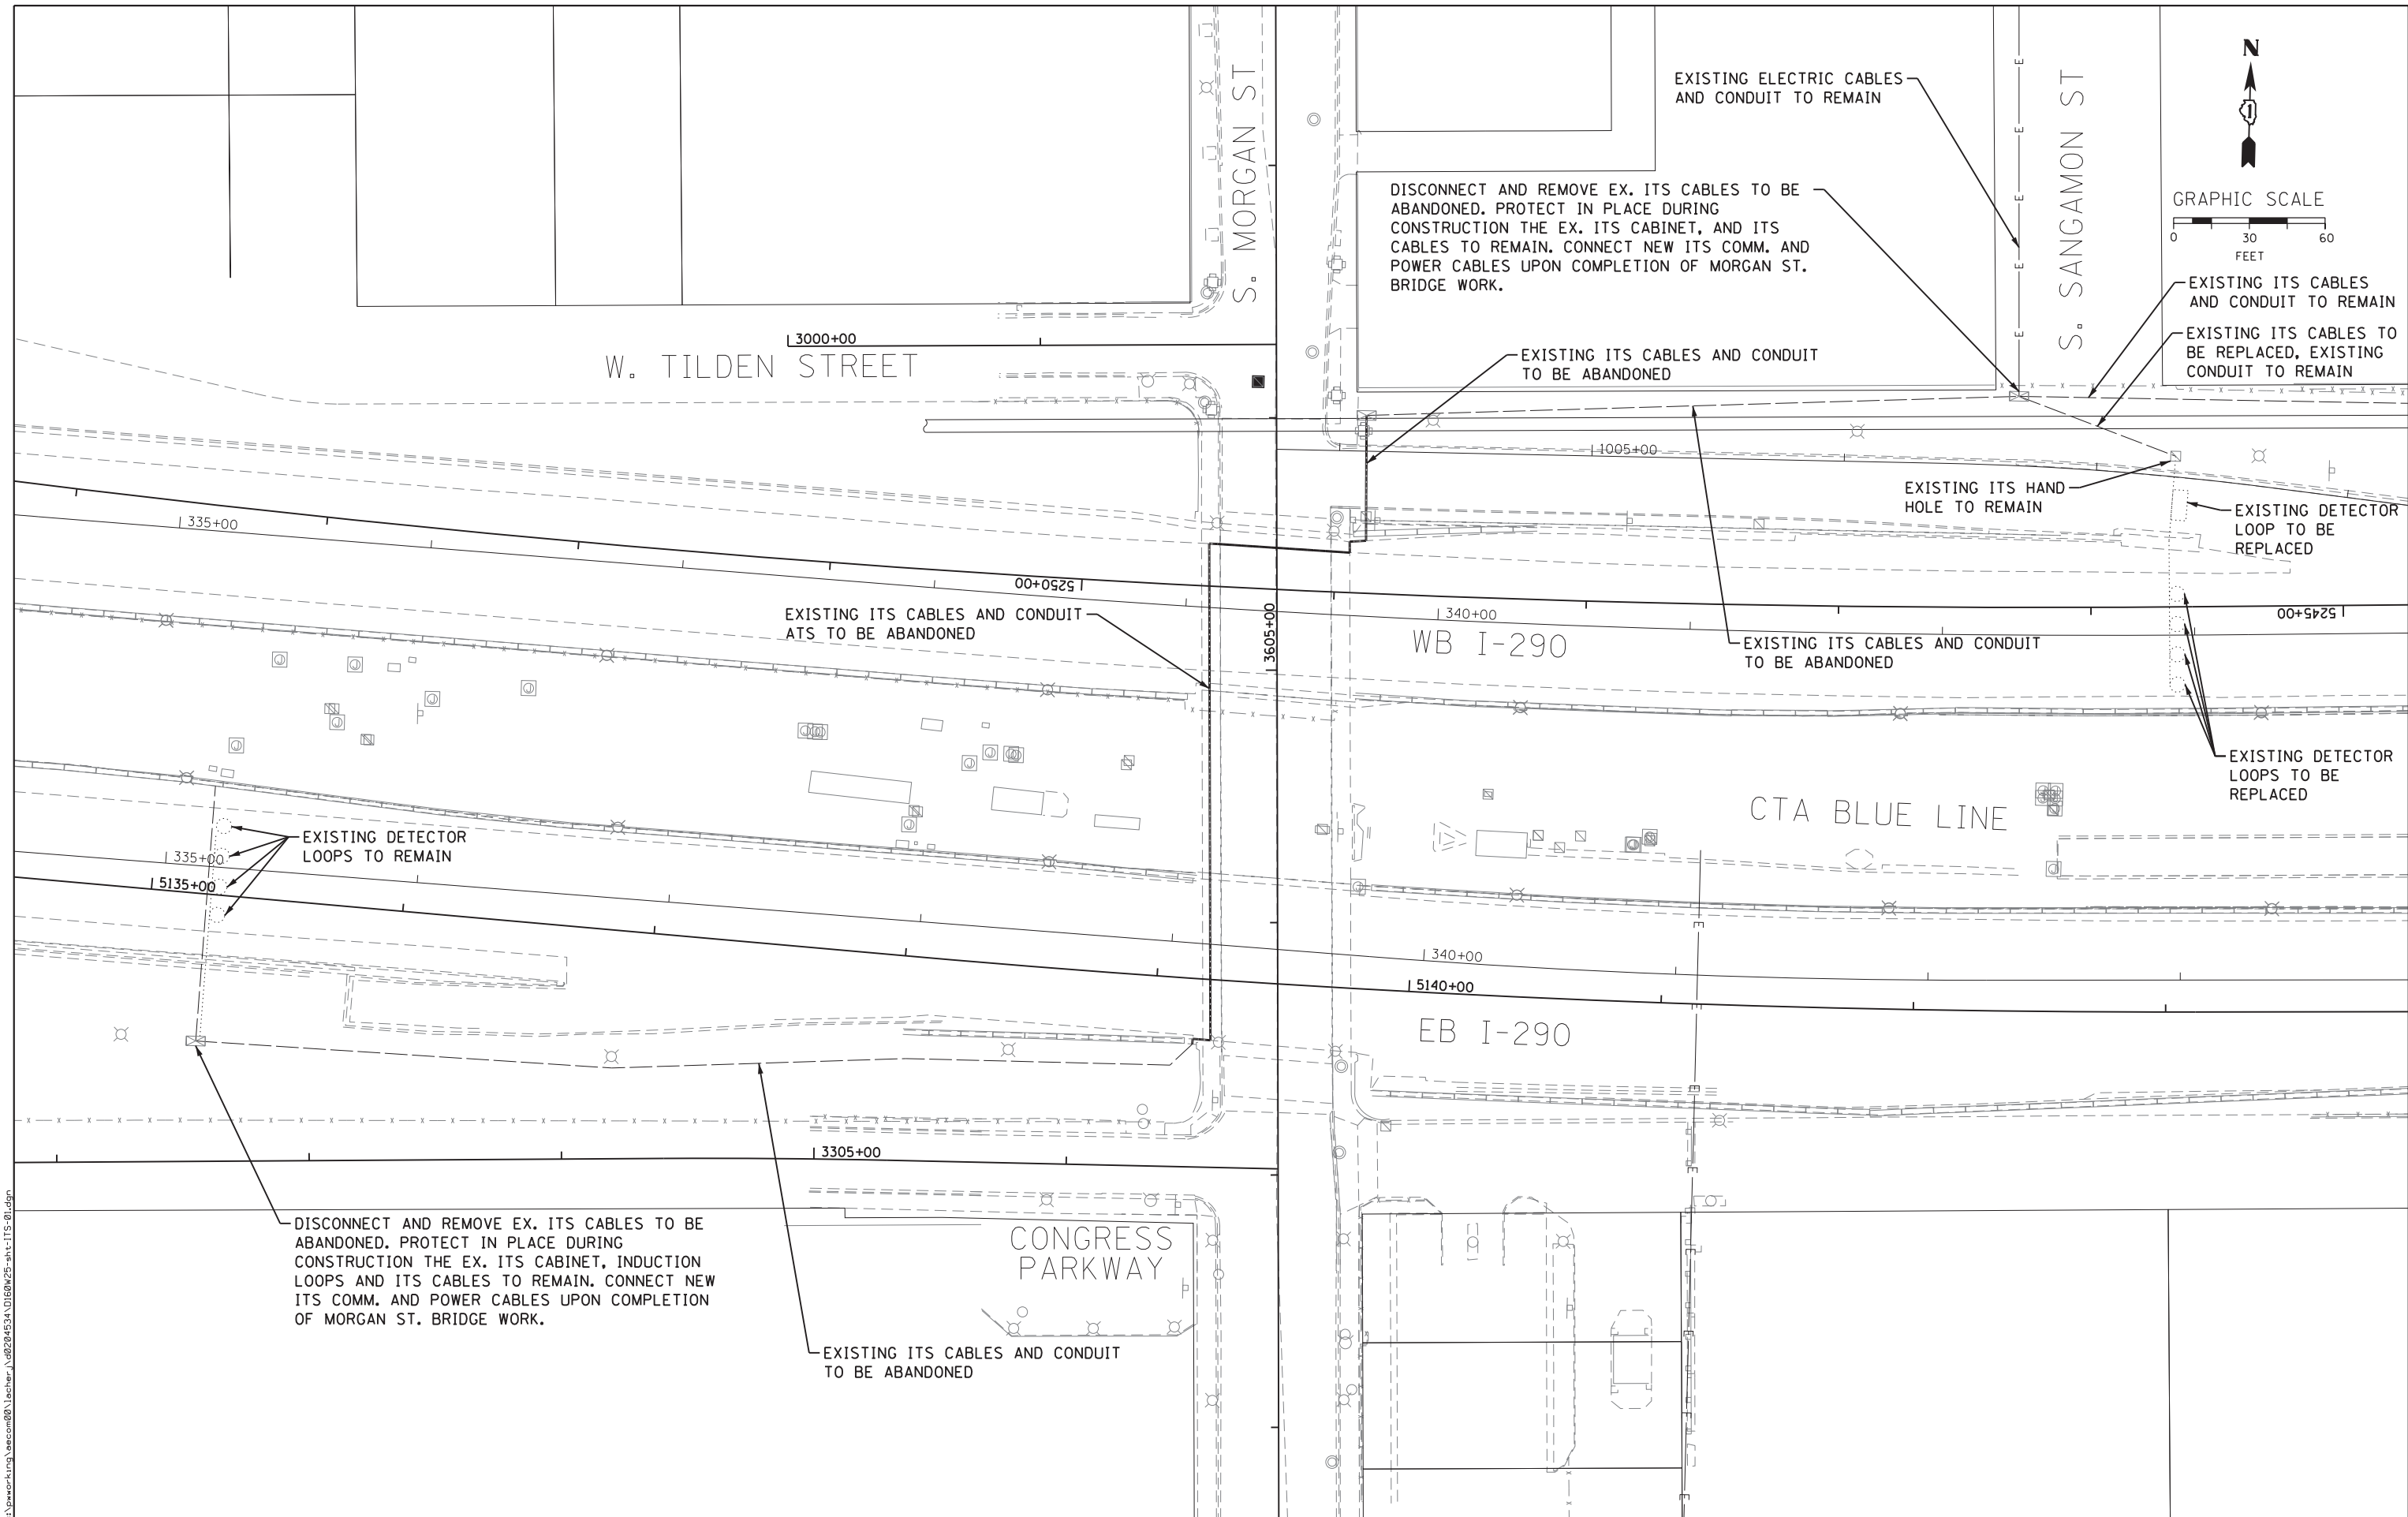 EXISTING ELECTRIC CABLES
AND CONDUIT TO REMAIN
N
S. MORGAN ST
S. SANGAMON ST
GRAPHIC SCALE
0 30 60
FEET
DISCONNECT AND REMOVE EX. ITS CABLES TO BE
ABANDONED. PROTECT IN PLACE DURING
CONSTRUCTION THE EX. ITS CABINET, AND ITS
CABLES TO REMAIN. CONNECT NEW ITS COMM. AND
POWER CABLES UPON COMPLETION OF MORGAN ST.
BRIDGE WORK.
EXISTING ITS CABLES
AND CONDUIT TO REMAIN
EXISTING ITS CABLES TO
BE REPLACED, EXISTING
CONDUIT TO REMAIN
3000+00
W. TILDEN STREET
EXISTING ITS CABLES AND CONDUIT
TO BE ABANDONED
1005+00
EXISTING ITS HAND
HOLE TO REMAIN
EXISTING DETECTOR
LOOP TO BE
REPLACED
335+00
5250+00
EXISTING ITS CABLES AND CONDUIT
ATS TO BE ABANDONED
3605+00
340+00
5245+00
WB I-290
EXISTING ITS CABLES AND CONDUIT
TO BE ABANDONED
EXISTING DETECTOR
LOOPS TO BE
REPLACED
CTA BLUE LINE
EXISTING DETECTOR
LOOPS TO REMAIN
335+00
5135+00
340+00
5140+00
EB I-290
3305+00
DISCONNECT AND REMOVE EX. ITS CABLES TO BE
ABANDONED. PROTECT IN PLACE DURING
CONSTRUCTION THE EX. ITS CABINET, INDUCTION
LOOPS AND ITS CABLES TO REMAIN. CONNECT NEW
ITS COMM. AND POWER CABLES UPON COMPLETION
OF MORGAN ST. BRIDGE WORK.
CONGRESS
PARKWAY
EXISTING ITS CABLES AND CONDUIT
TO BE ABANDONED